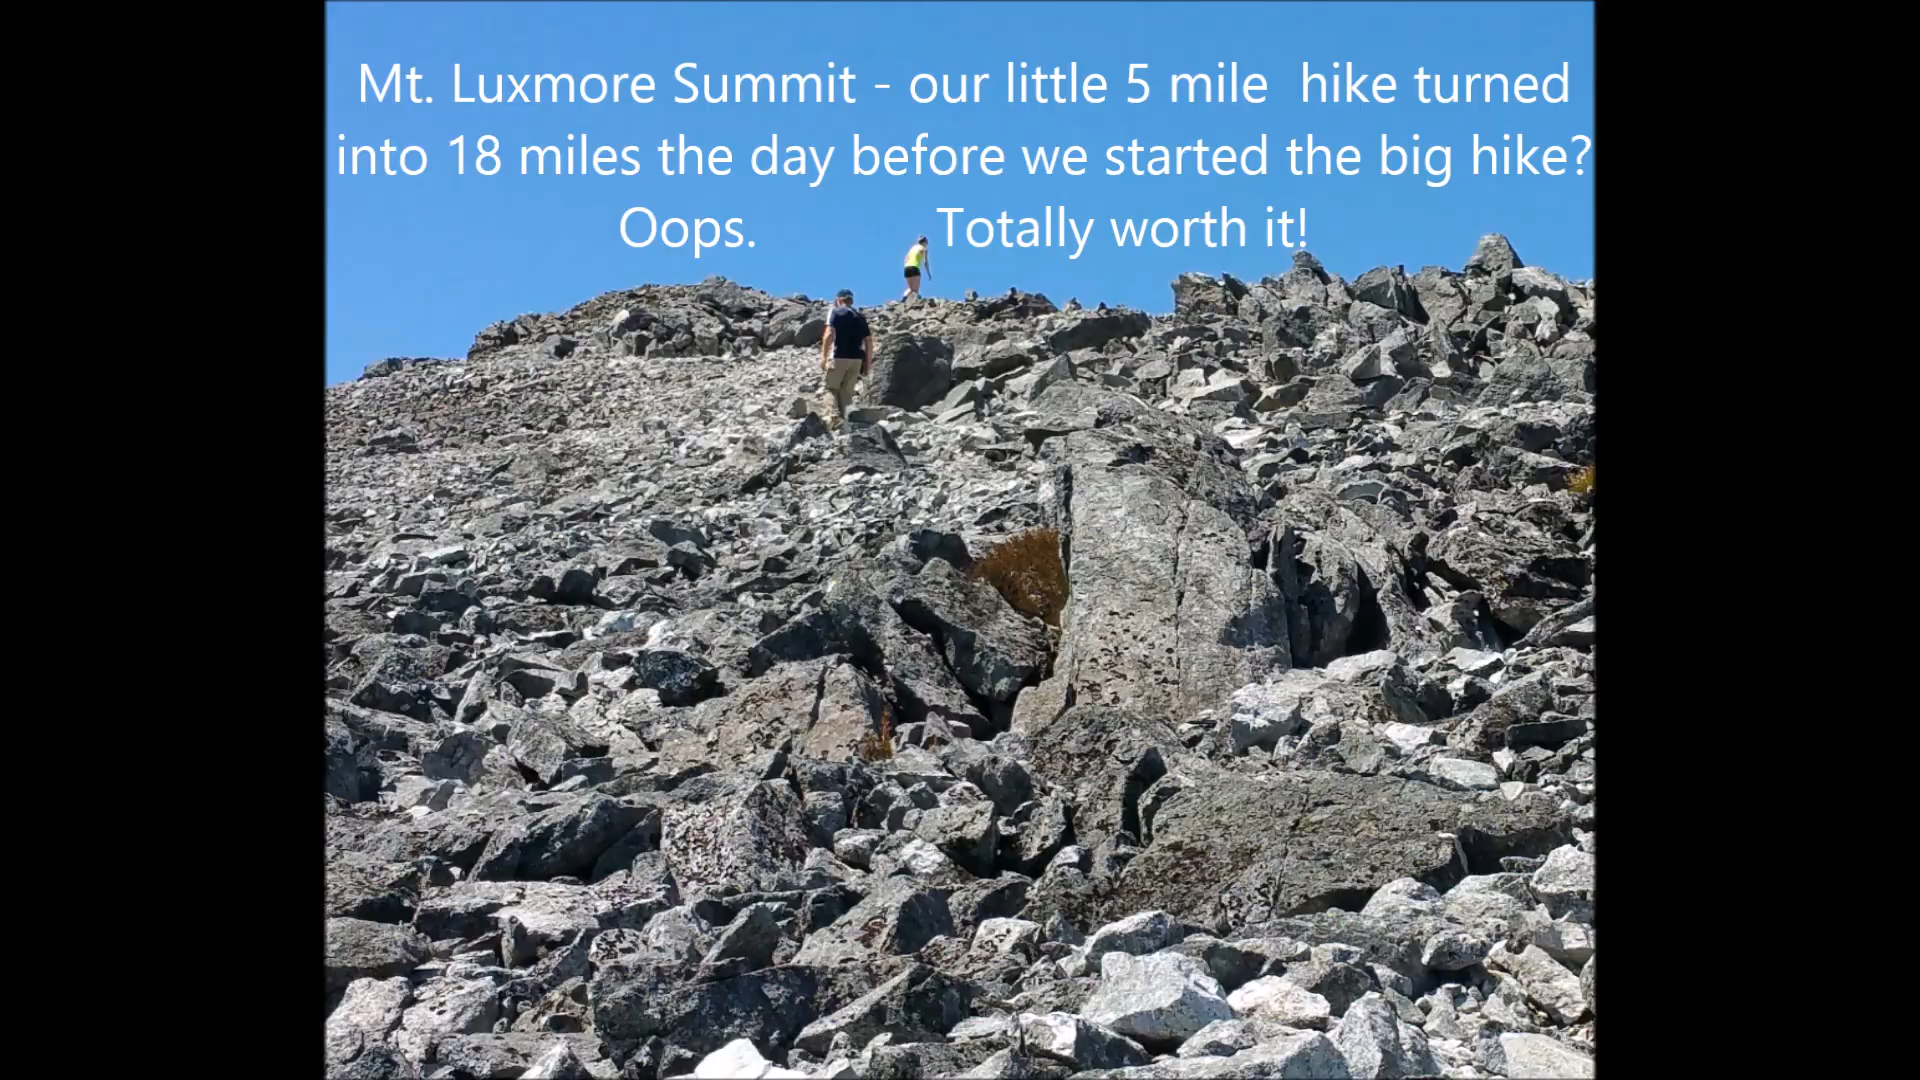 Mt. Luxmore Summit - our little 5 mile  hike turned
into 18 miles the day before we started the big hike?
Oops.            Totally worth it!